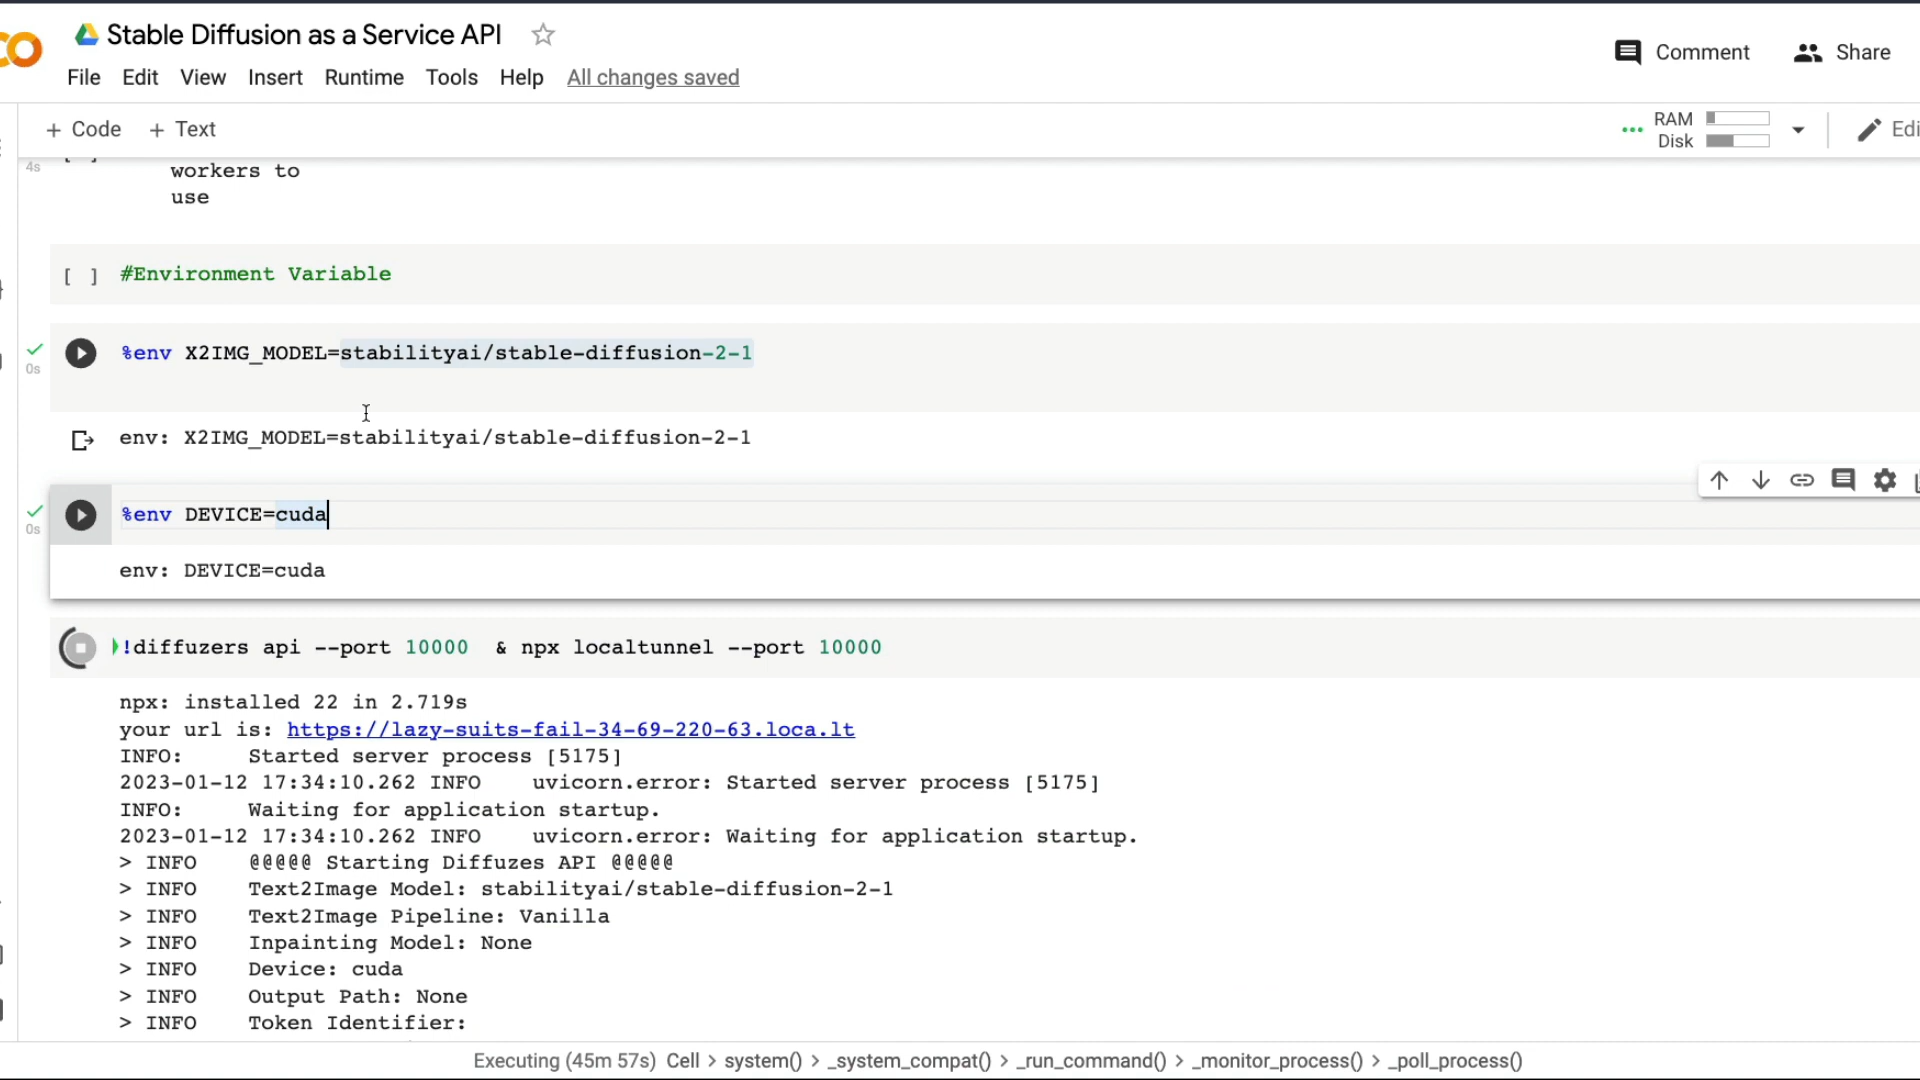 Stable Diffusion as a Service API
Comment
Share
File Edit View Insert Runtime Tools Help All changes saved
+ Code + Text
RAM
Disk
Edi
4s
workers to
use
[ ] #Environment Variable
0s
%env X2IMG_MODEL=stabilityai/stable-diffusion-2-1
env: X2IMG_MODEL=stabilityai/stable-diffusion-2-1
0s
%env DEVICE=cuda
env: DEVICE=cuda
!diffuzers api --port 10000 & npx localtunnel --port 10000
npx: installed 22 in 2.719s
your url is: https://lazy-suits-fail-34-69-220-63.loca.lt
INFO: Started server process [5175]
2023-01-12 17:34:10.262 INFO uvicorn.error: Started server process [5175]
INFO: Waiting for application startup.
2023-01-12 17:34:10.262 INFO uvicorn.error: Waiting for application startup.
> INFO @@@@@ Starting Diffuzes API @@@@@
> INFO Text2Image Model: stabilityai/stable-diffusion-2-1
> INFO Text2Image Pipeline: Vanilla
> INFO Inpainting Model: None
> INFO Device: cuda
> INFO Output Path: None
> INFO Token Identifier:
Executing (45m 57s) Cell > system() > _system_compat() > _run_command() > _monitor_process() > _poll_process()